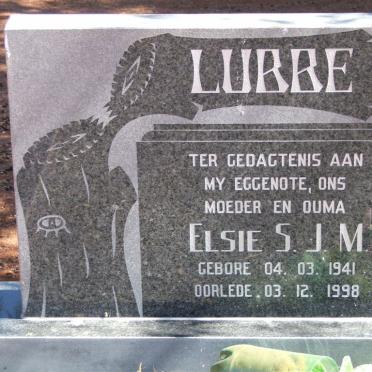 LUBBE
TER GEDAGTENIS AAN
MY EGGENOTE, ONS
MOEDER EN OUMA
ELSIE S. J. M.
GEBORE 04. 03. 1941.
OORLEDE 03. 12. 1998